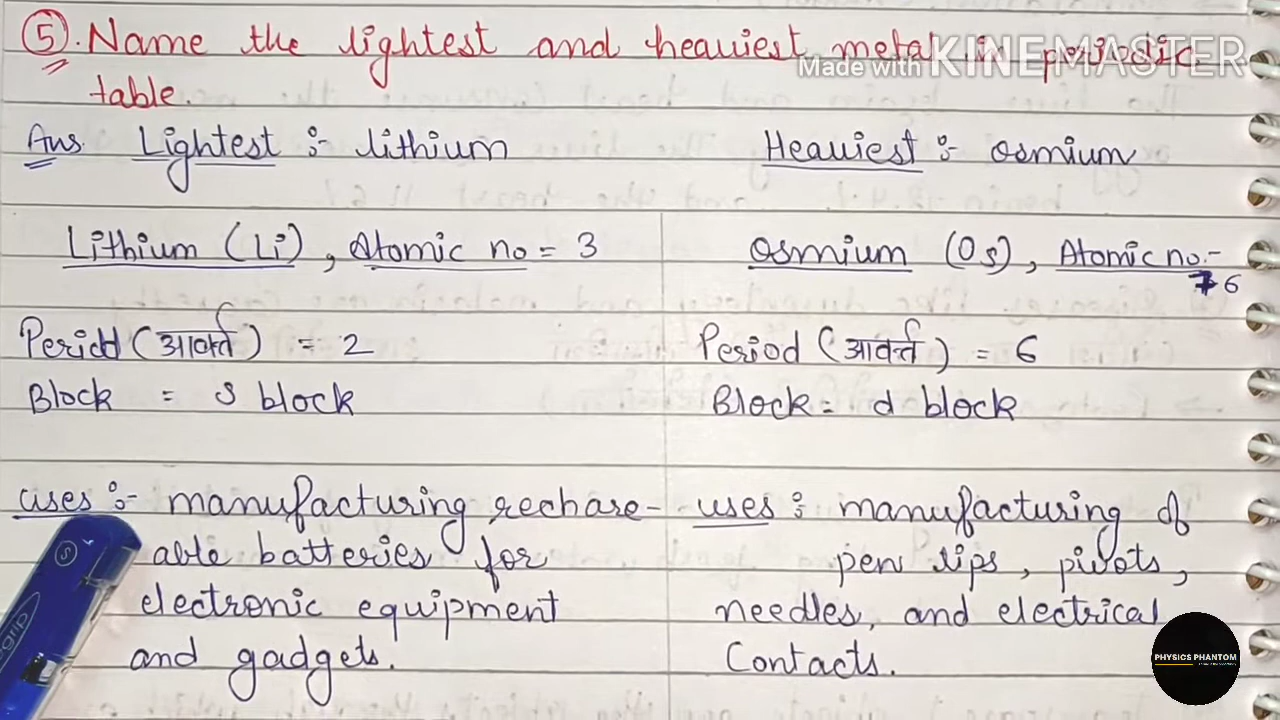 5. Name the lightest and heaviest metal in periodic
Made with KINEMASTER
table.
Ans. Lightest :- lithium Heaviest :- osmium
Lithium (Li), Atomic no = 3
Osmium (Os), Atomic no.-
76
Period (आवर्त) = 2
Period (आवर्त) = 6
Block = s block
Block = d block
uses :- manufacturing rechare-
able batteries for
electronic equipment
and gadgets.
uses : manufacturing of
pen tips, pivots,
needles, and electrical
Contacts.
S
grip
PHYSICS PHANTOM